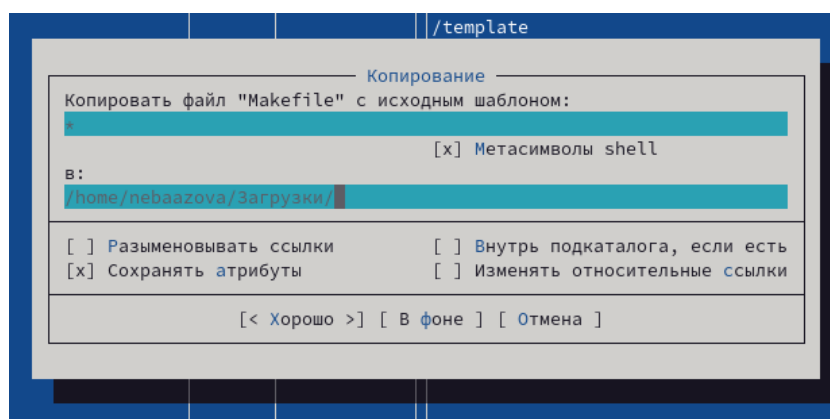 /template
Копирование
Копировать файл "Makefile" с исходным шаблоном:
*
[x] Метасимволы shell
в:
/home/nebaazova/Загрузки/
[ ] Разыменовывать ссылки [ ] Внутрь подкаталога, если есть
[x] Сохранять атрибуты [ ] Изменять относительные ссылки
[< Хорошо >] [ В фоне ] [ Отмена ]